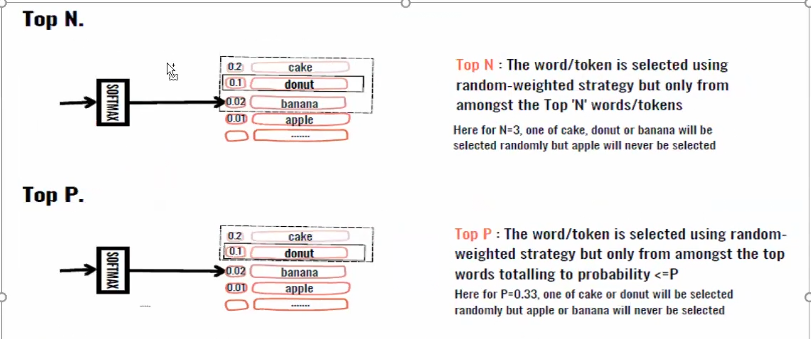 Top N.
SOFTMAX
0.2 cake
0.1 donut
0.02 banana
0.01 apple
.......
Top N : The word/token is selected using
random-weighted strategy but only from
amongst the Top 'N' words/tokens
Here for N=3, one of cake, donut or banana will be
selected randomly but apple will never be selected
Top P.
SOFTMAX
0.2 cake
0.1 donut
0.02 banana
0.01 apple
.......
.....
Top P : The word/token is selected using random-
weighted strategy but only from amongst the top
words totalling to probability <=P
Here for P=0.33, one of cake or donut will be selected
randomly but apple or banana will never be selected